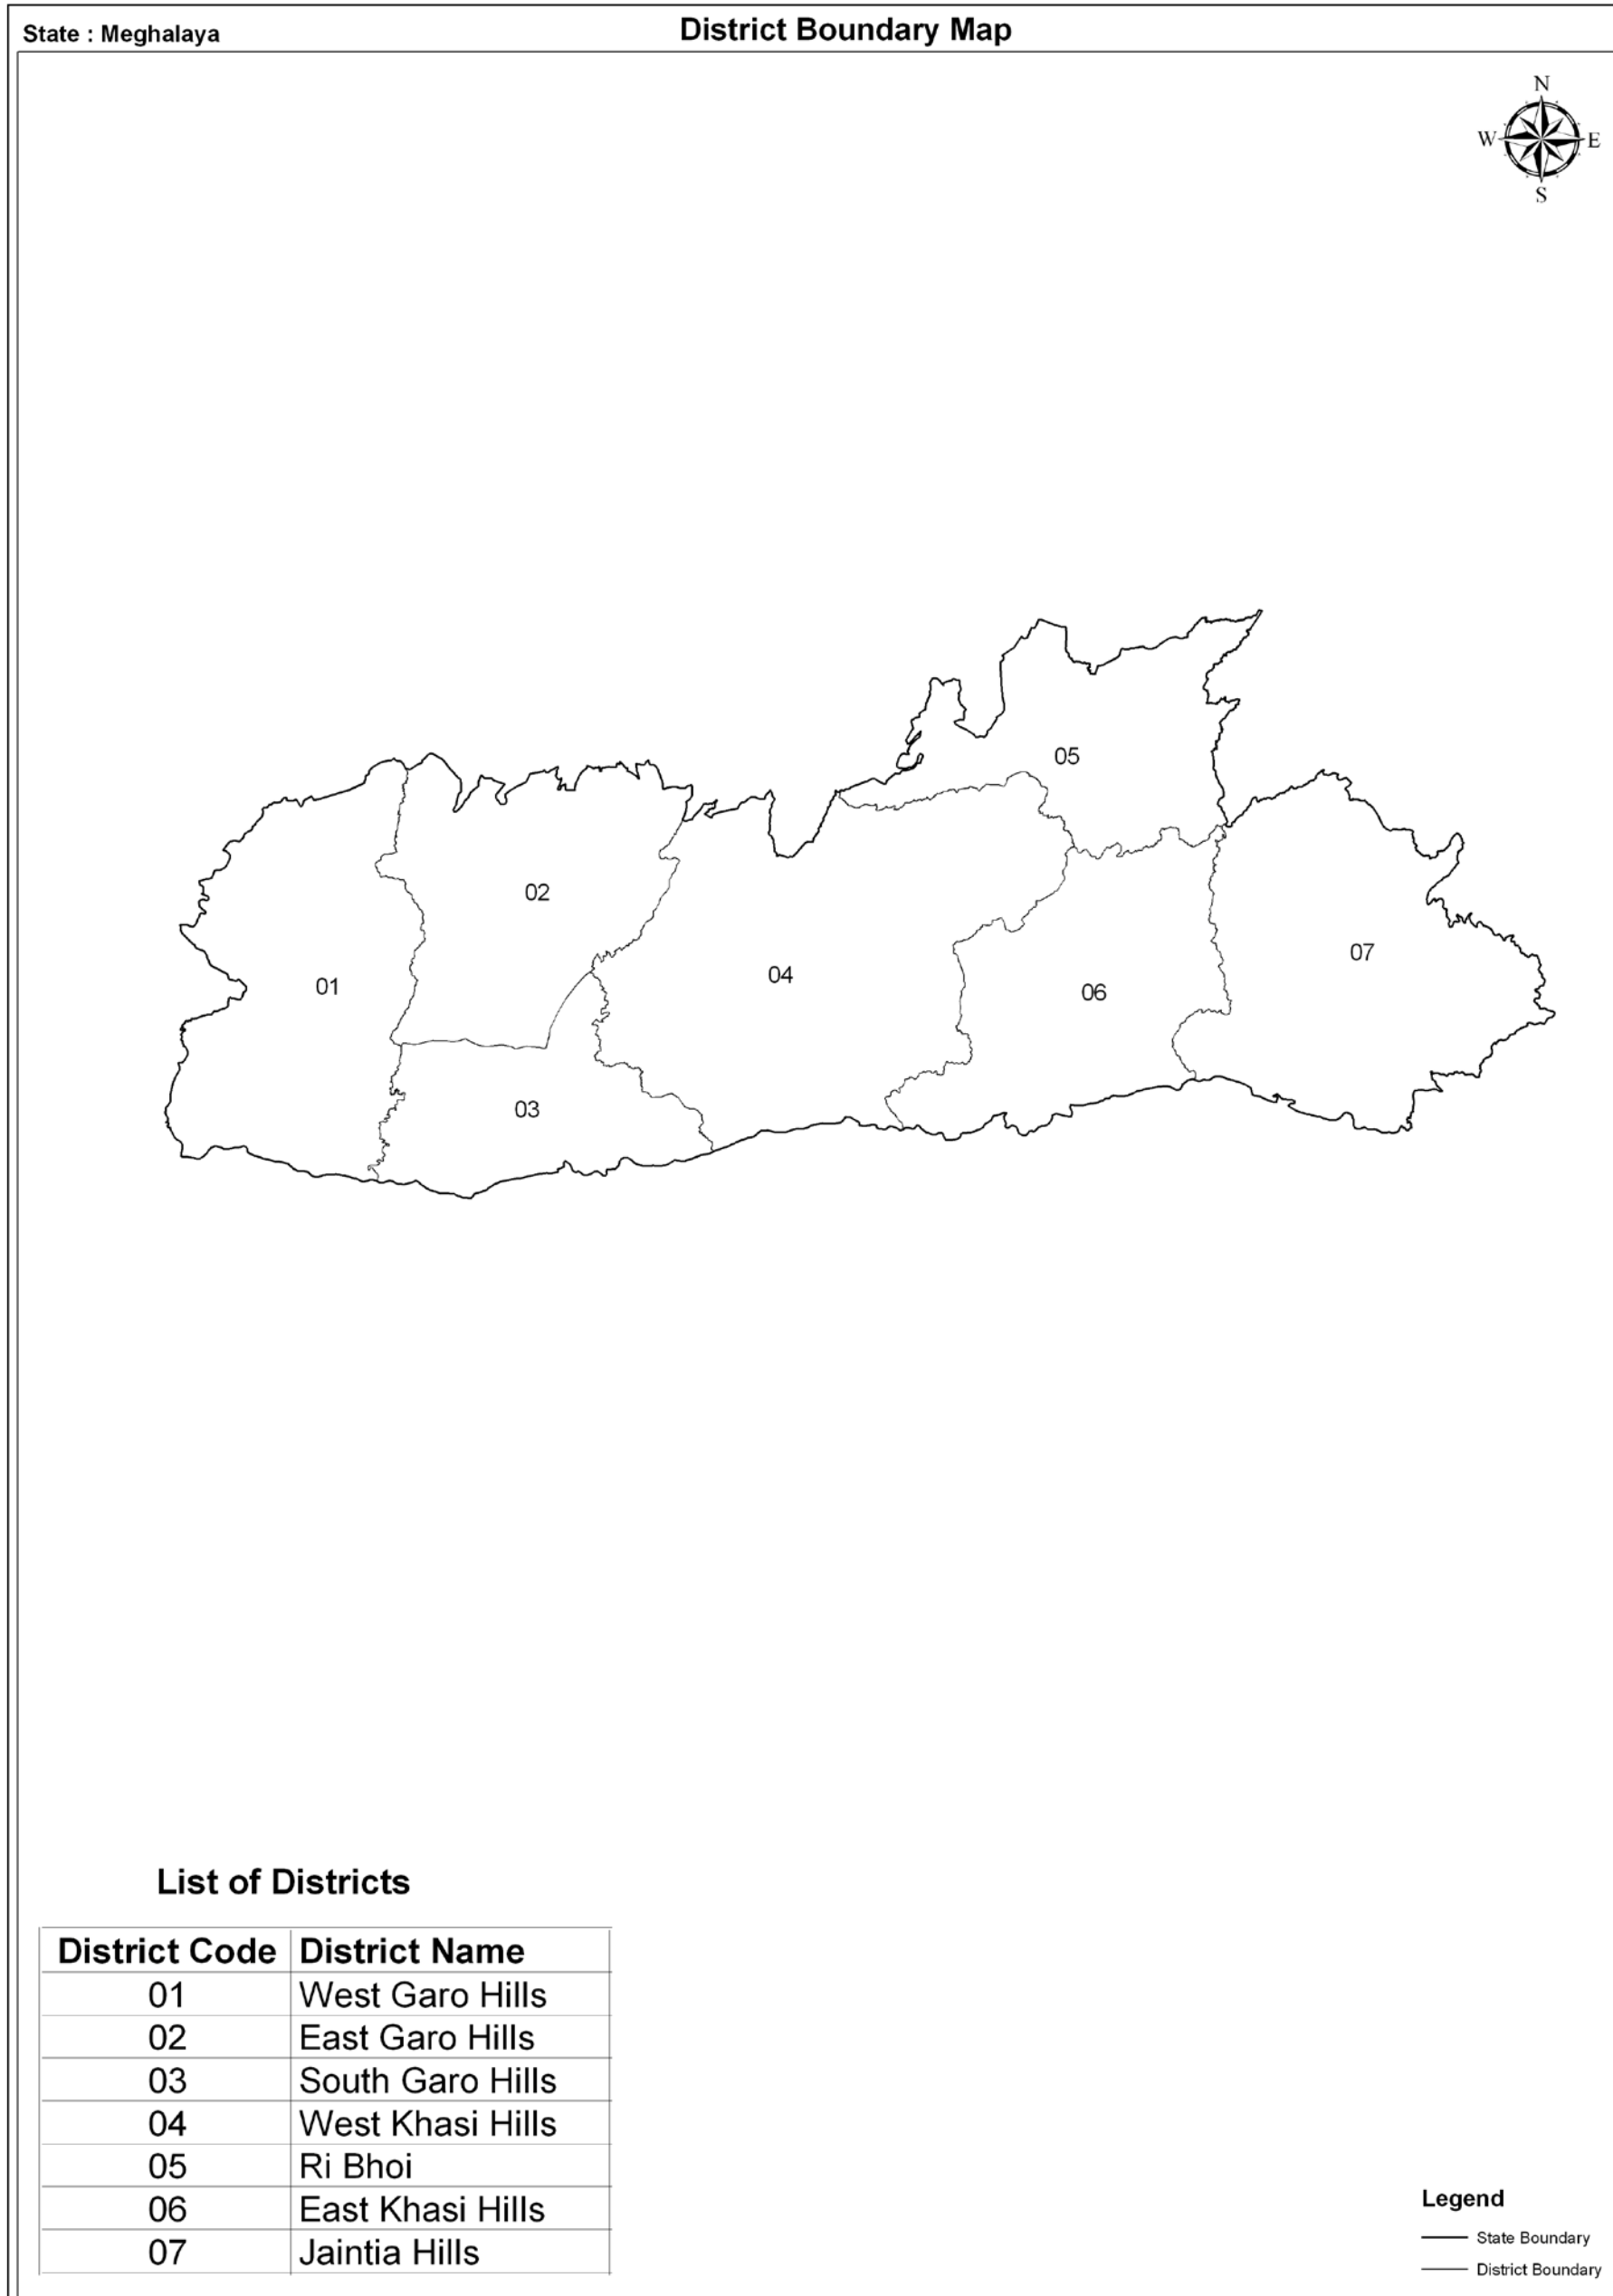 State : Meghalaya
District Boundary Map
N
W E
S
05
02
07
04
01
06
03
List of Districts
District Code District Name
01 West Garo Hills
02 East Garo Hills
03 South Garo Hills
04 West Khasi Hills
05 Ri Bhoi
06 East Khasi Hills
07 Jaintia Hills
Legend
State Boundary
District Boundary